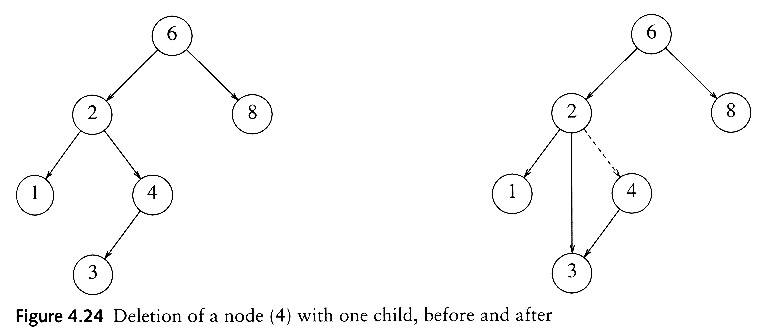 6 6
2 8 2 8
1 4 1 4
3 3
Figure 4.24 Deletion of a node (4) with one child, before and after